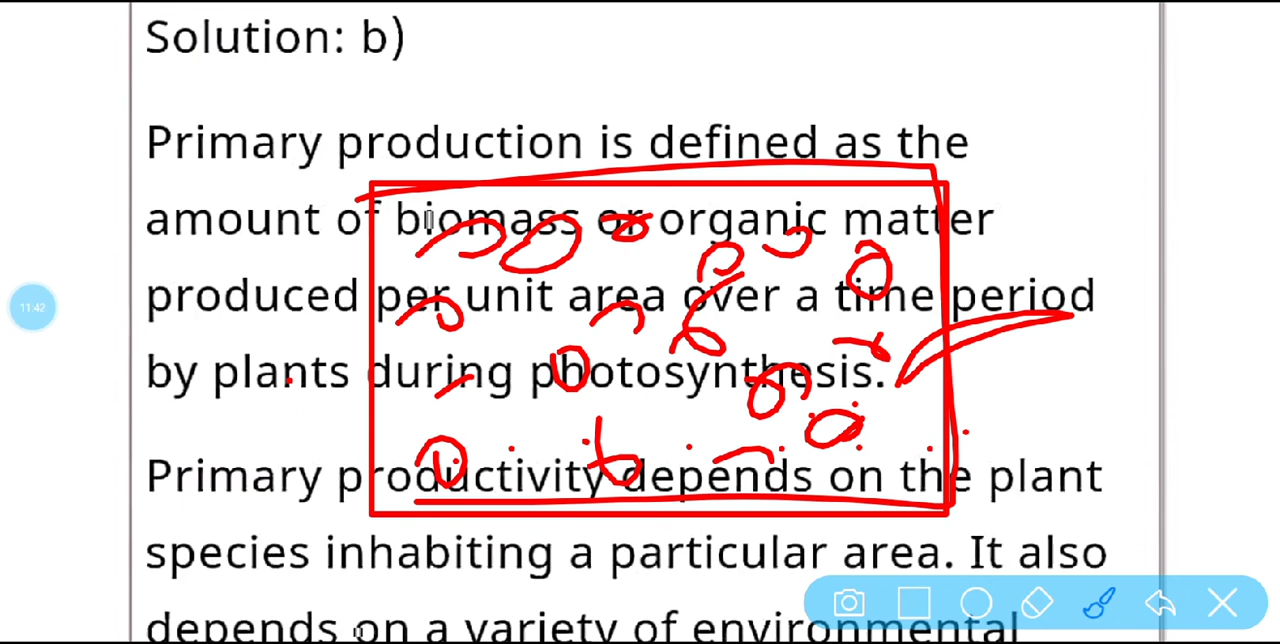 Solution: b)
Primary production is defined as the
amount of biomass or organic matter
produced per unit area over a time period
by plants during photosynthesis.
Primary productivity depends on the plant
species inhabiting a particular area. It also
depends on a variety of environmental
11:42